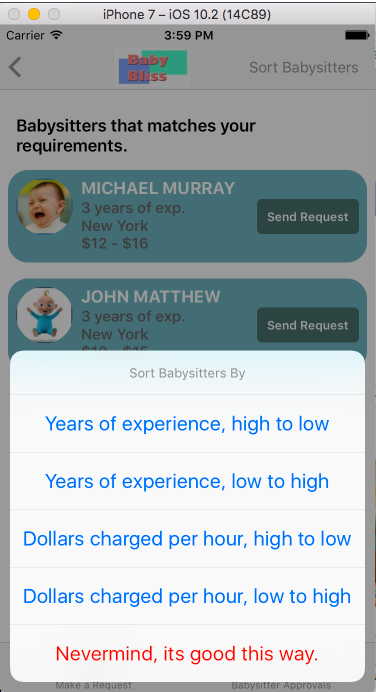 iPhone 7 – iOS 10.2 (14C89)
Carrier 3:59 PM
Baby
Bliss
Sort Babysitters
Babysitters that matches your
requirements.
MICHAEL MURRAY
3 years of exp.
New York
$12 - $16
Send Request
JOHN MATTHEW
3 years of exp.
New York
Send Request
Sort Babysitters By
Years of experience, high to low
Years of experience, low to high
Dollars charged per hour, high to low
Dollars charged per hour, low to high
Nevermind, its good this way.
Make a Request
Babysitter Approvals